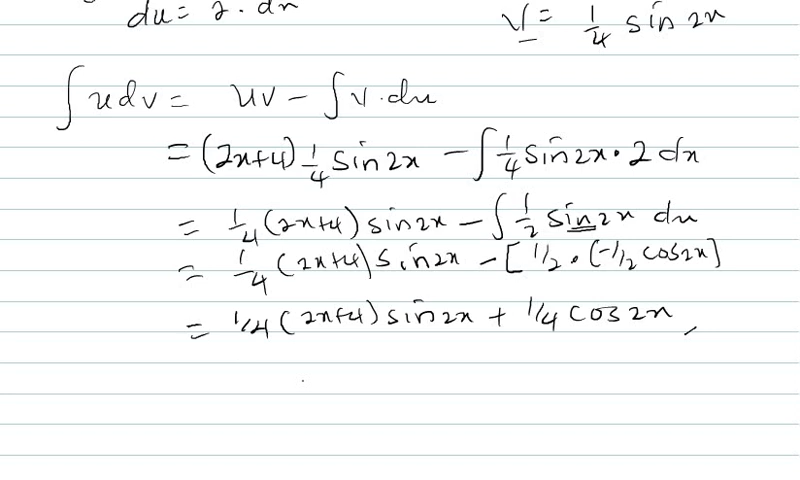 du = 2. dx V = 1/4 sin 2x
∫ u dv = uv - ∫ v. du
= (2x+4) 1/4 sin 2x - ∫ 1/4 sin 2x . 2 dx
= 1/4 (2x+4) sin 2x - ∫ 1/2 sin 2x dx
= 1/4 (2x+4) sin 2x - [ 1/2 . (-1/2 cos 2x ]
= 1/4 (2x+4) sin 2x + 1/4 cos 2x